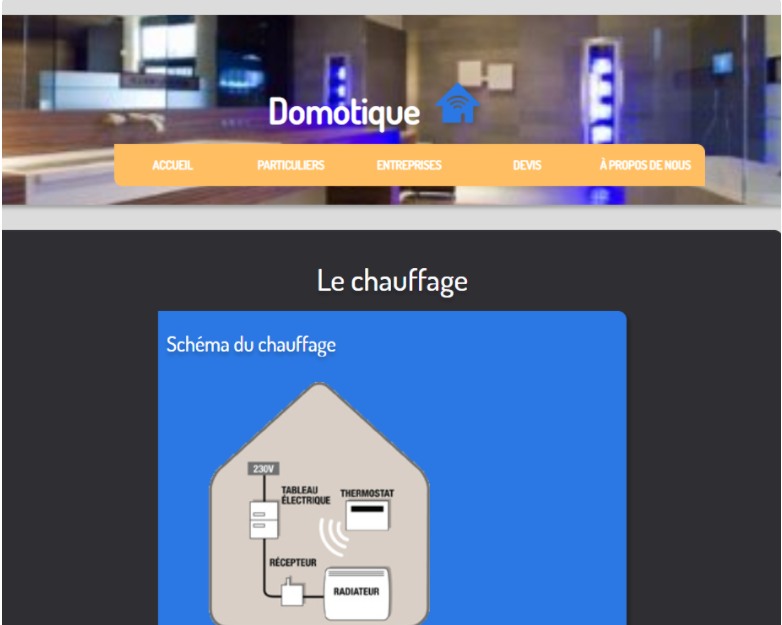 Domotique
ACCUEIL PARTICULIERS ENTREPRISES DEVIS À PROPOS DE NOUS
Le chauffage
Schéma du chauffage
230V
TABLEAU
ÉLECTRIQUE
THERMOSTAT
RÉCEPTEUR
RADIATEUR